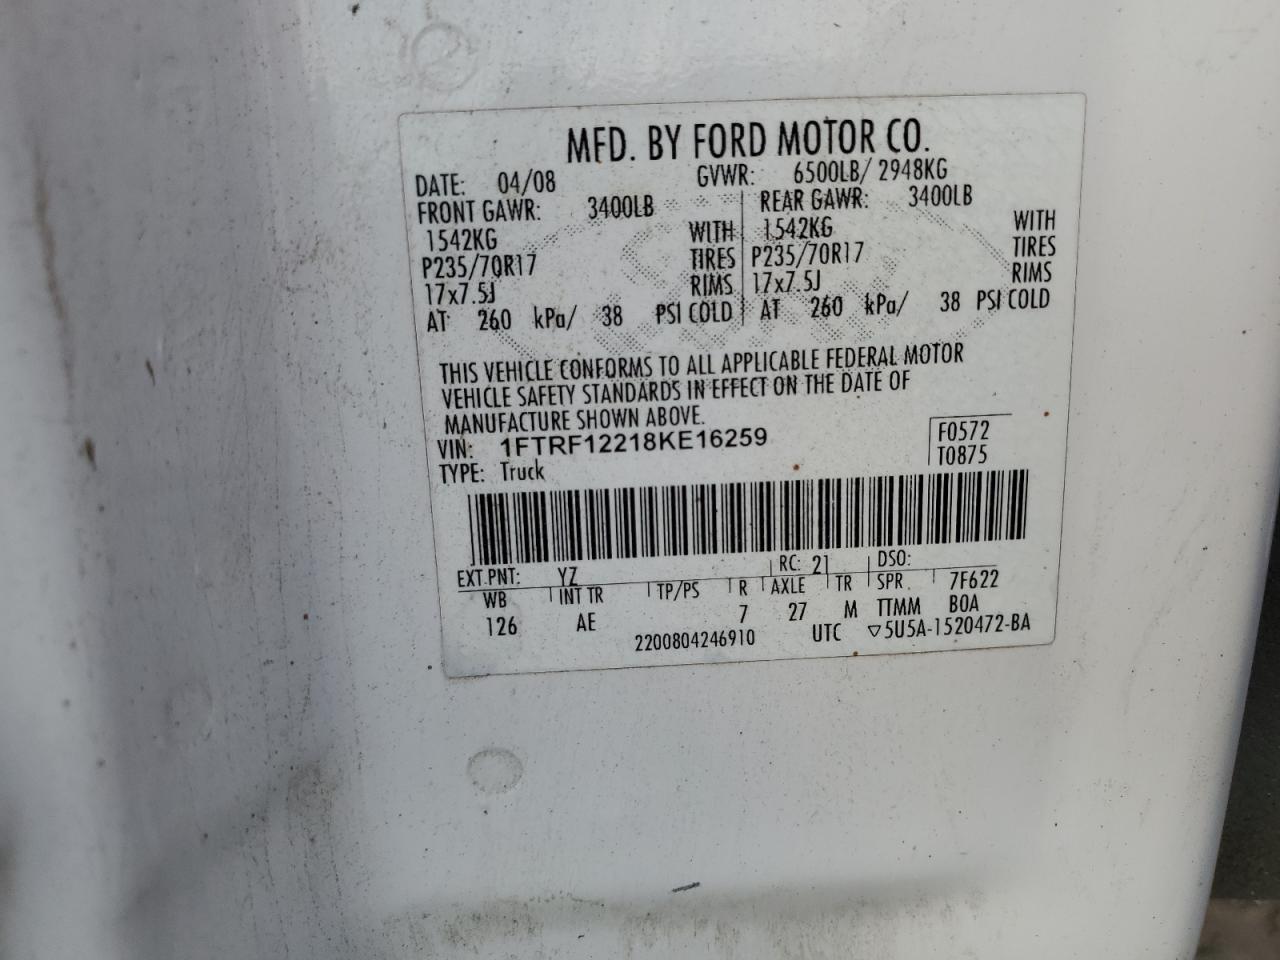 MFD. BY FORD MOTOR CO.
DATE: 04/08 GVWR: 6500LB/ 2948KG
FRONT GAWR: 3400LB REAR GAWR: 3400LB
1542KG WITH 1542KG WITH
P235/70R17 TIRES P235/70R17 TIRES
17x7.5J RIMS 17x7.5J RIMS
AT 260 kPa/ 38 PSI COLD AT 260 kPa/ 38 PSI COLD
THIS VEHICLE CONFORMS TO ALL APPLICABLE FEDERAL MOTOR
VEHICLE SAFETY STANDARDS IN EFFECT ON THE DATE OF
MANUFACTURE SHOWN ABOVE.
VIN: 1FTRF12218KE16259 F0572
TYPE: Truck T0875
EXT PNT: YZ RC: 21 DSO:
WB INT TR TP/PS R AXLE TR SPR 7F622
126 AE 7 27 M TTMM BOA
2200804246910 UTC ▽5U5A-1520472-BA